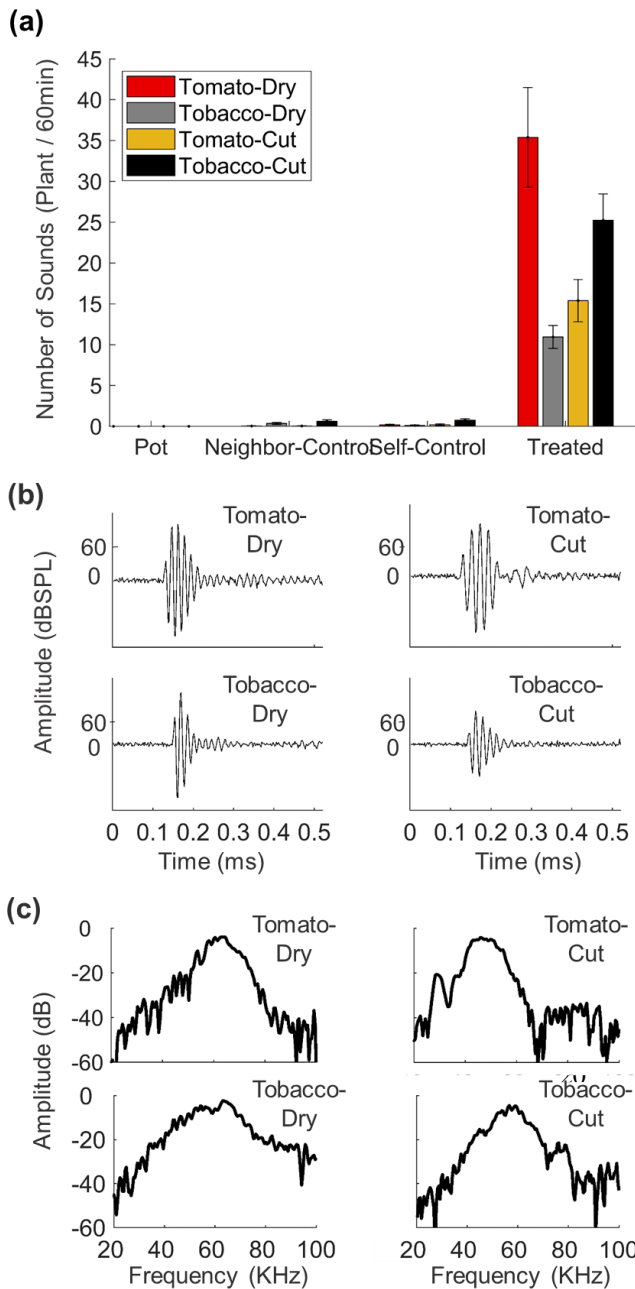 (a)
Number of Sounds (Plant / 60min)
45
40
35
30
25
20
15
10
5
0
Tomato-Dry
Tobacco-Dry
Tomato-Cut
Tobacco-Cut
Pot
Neighbor-Control
Self-Control
Treated
(b)
Amplitude (dBSPL)
Tomato-
Dry
60
0
Tomato-
Cut
60
0
Tobacco-
Dry
60
0
0 0.1 0.2 0.3 0.4 0.5
Time (ms)
Tobacco-
Cut
60
0
0 0.1 0.2 0.3 0.4 0.5
Time (ms)
(c)
Amplitude (dB)
Tomato-
Dry
0
-20
-40
-60
Tomato-
Cut
Tobacco-
Dry
0
-20
-40
-60
20 40 60 80 100
Frequency (KHz)
Tobacco-
Cut
20 40 60 80 100
Frequency (KHz)